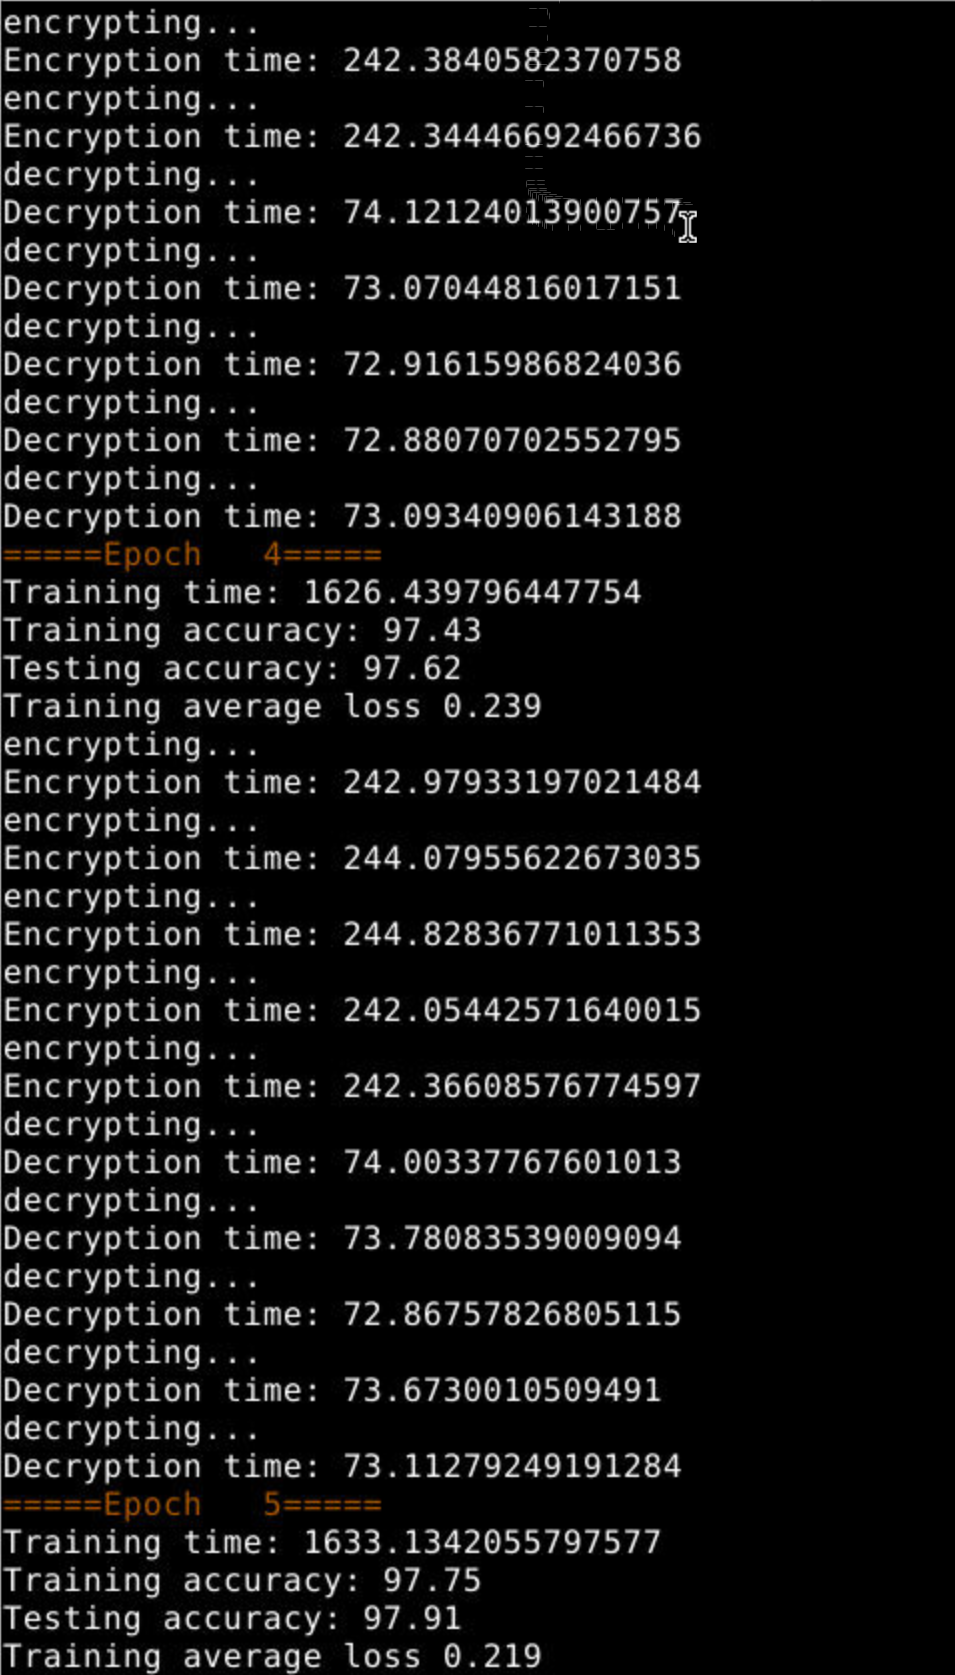 encrypting...
Encryption time: 242.3840582370758
encrypting...
Encryption time: 242.34446692466736
decrypting...
Decryption time: 74.12124013900757
decrypting...
Decryption time: 73.07044816017151
decrypting...
Decryption time: 72.91615986824036
decrypting...
Decryption time: 72.88070702552795
decrypting...
Decryption time: 73.09340906143188
=====Epoch   4=====
Training time: 1626.439796447754
Training accuracy: 97.43
Testing accuracy: 97.62
Training average loss 0.239
encrypting...
Encryption time: 242.97933197021484
encrypting...
Encryption time: 244.07955622673035
encrypting...
Encryption time: 244.82836771011353
encrypting...
Encryption time: 242.05442571640015
encrypting...
Encryption time: 242.36608576774597
decrypting...
Decryption time: 74.00337767601013
decrypting...
Decryption time: 73.78083539009094
decrypting...
Decryption time: 72.86757826805115
decrypting...
Decryption time: 73.6730010509491
decrypting...
Decryption time: 73.11279249191284
=====Epoch   5=====
Training time: 1633.1342055797577
Training accuracy: 97.75
Testing accuracy: 97.91
Training average loss 0.219